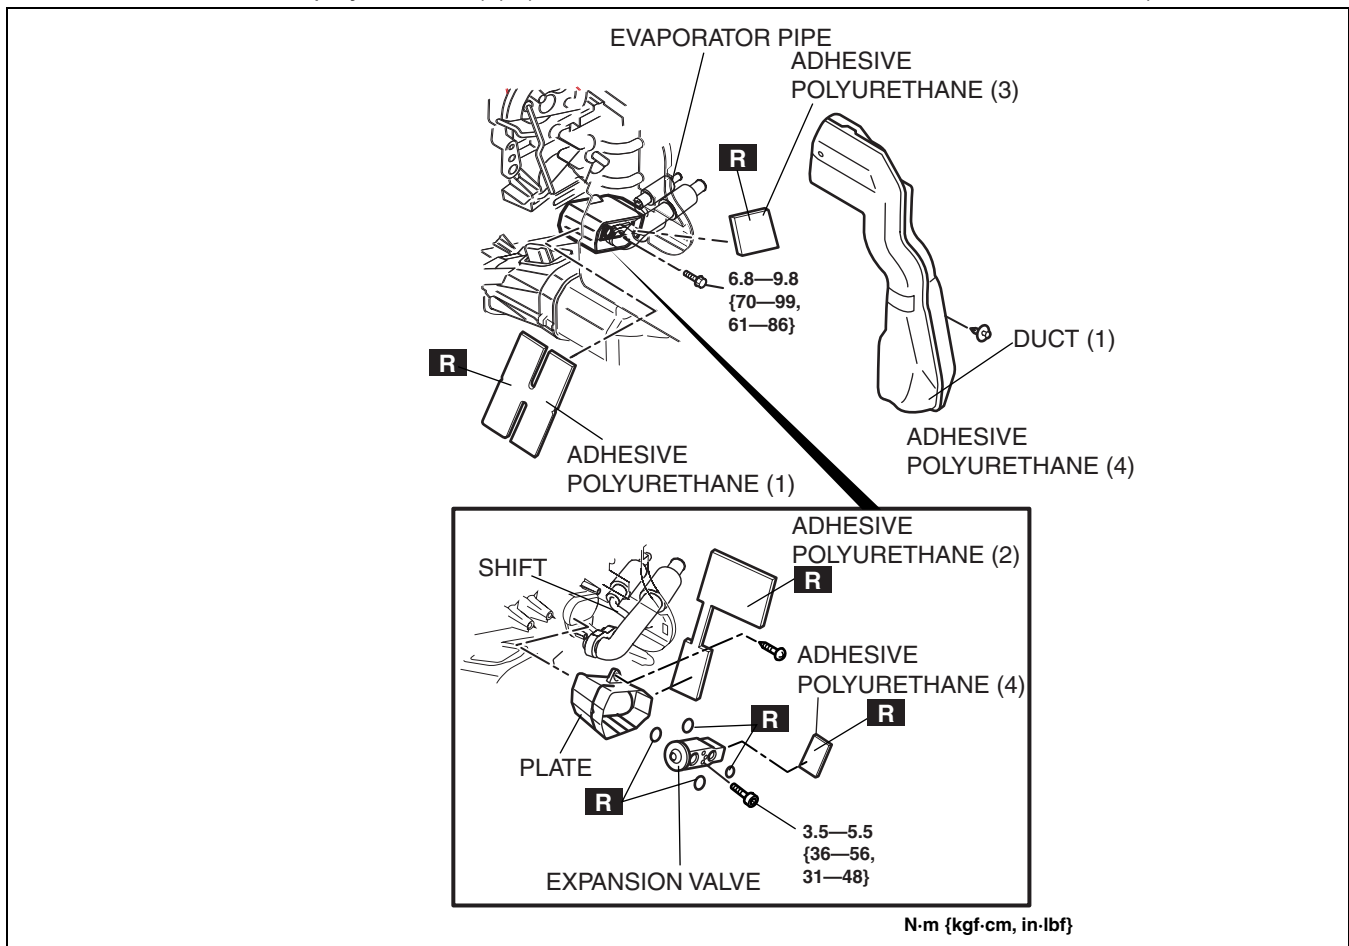 EVAPORATOR PIPE
ADHESIVE
POLYURETHANE (3)
R
6.8—9.8
{70—99,
61—86}
DUCT (1)
R
ADHESIVE
POLYURETHANE (1)
ADHESIVE
POLYURETHANE (4)
ADHESIVE
POLYURETHANE (2)
SHIFT
R
ADHESIVE
POLYURETHANE (4)
R
R
PLATE
R
3.5—5.5
{36—56,
31—48}
EXPANSION VALVE
N·m {kgf·cm, in·lbf}